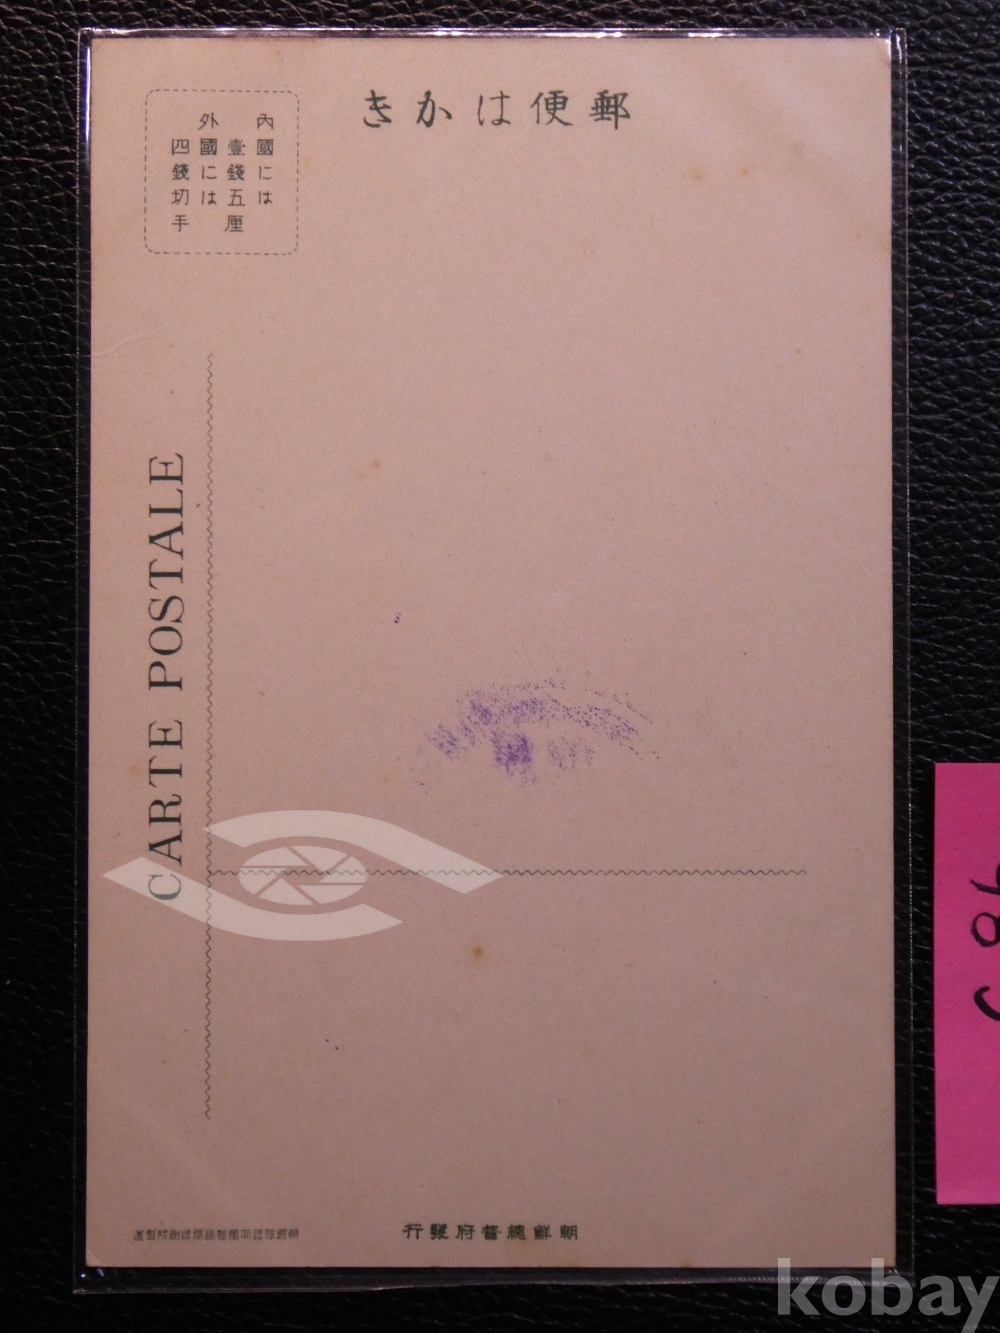 郵便はかき
內國には
壹錢五厘
外國には
四錢切手
CARTE POSTALE
朝鮮總督府發行
kobay